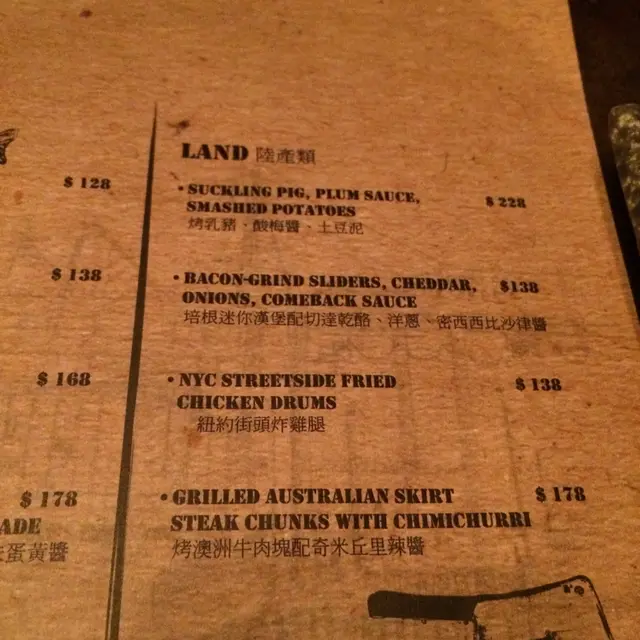 $ 128
$ 138
$ 168
$ 178
ADE
蛋黃醬
LAND 陸產類
• SUCKLING PIG, PLUM SAUCE, $ 228
SMASHED POTATOES
烤乳豬、酸梅醬、土豆泥
• BACON-GRIND SLIDERS, CHEDDAR, $138
ONIONS, COMEBACK SAUCE
培根迷你漢堡配切達乾酪、洋蔥、密西西比沙律醬
• NYC STREETSIDE FRIED $ 138
CHICKEN DRUMS
紐約街頭炸雞腿
• GRILLED AUSTRALIAN SKIRT $ 178
STEAK CHUNKS WITH CHIMICHURRI
烤澳洲牛肉塊配奇米丘里辣醬